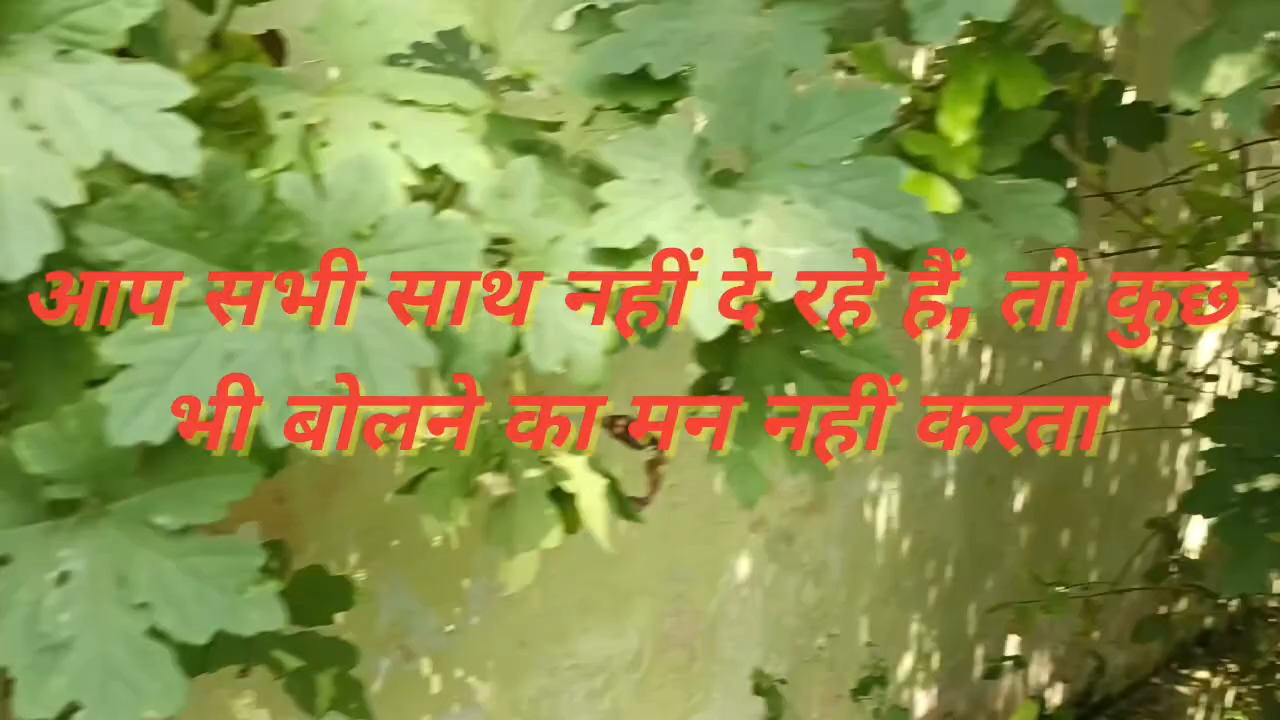 आप सभी साथ नहीं दे रहे हैं, तो कुछ
भी बोलने का मन नहीं करता